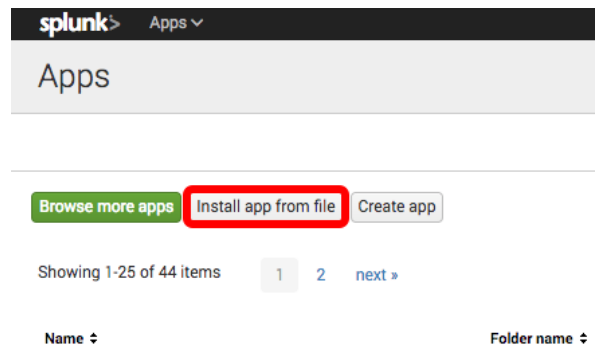 splunk> Apps
Apps
Browse more apps Install app from file Create app
Showing 1-25 of 44 items 1 2 next »
Name Folder name